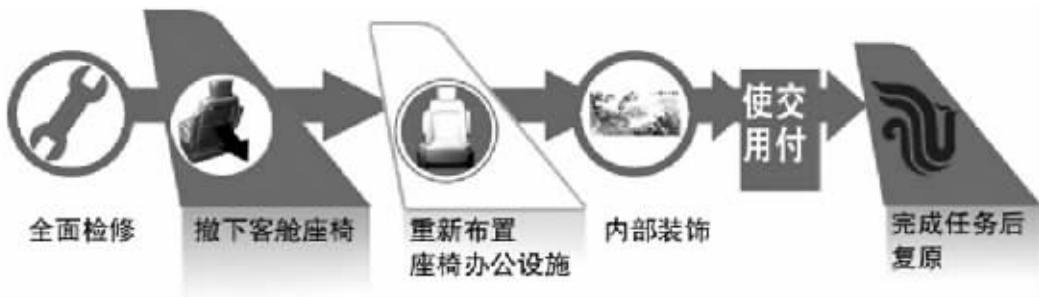 全面检修
撤下客舱座椅
重新布置
座椅办公设施
内部装饰
交付
使用
完成任务后
复原